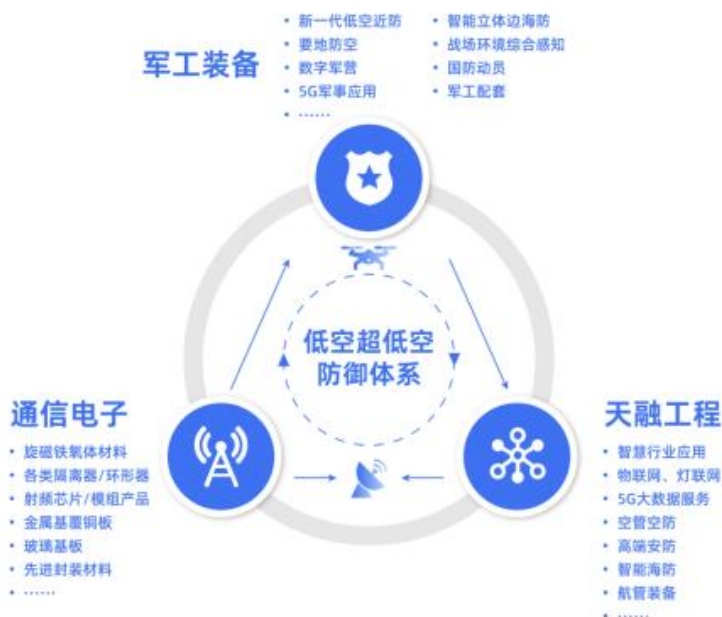 军工装备
• 新一代低空近防
• 要地防空
• 数字军营
• 5G军事应用
• ······
• 智能立体边海防
• 战场环境综合感知
• 国防动员
• 军工配套
低空超低空
防御体系
通信电子
• 旋磁铁氧体材料
• 各类隔离器/环形器
• 射频芯片/模组产品
• 金属基覆铜板
• 玻璃基板
• 先进封装材料
• ······
天融工程
• 智慧行业应用
• 物联网、灯联网
• 5G大数据服务
• 空管空防
• 高端安防
• 智能海防
• 航管装备
• ······